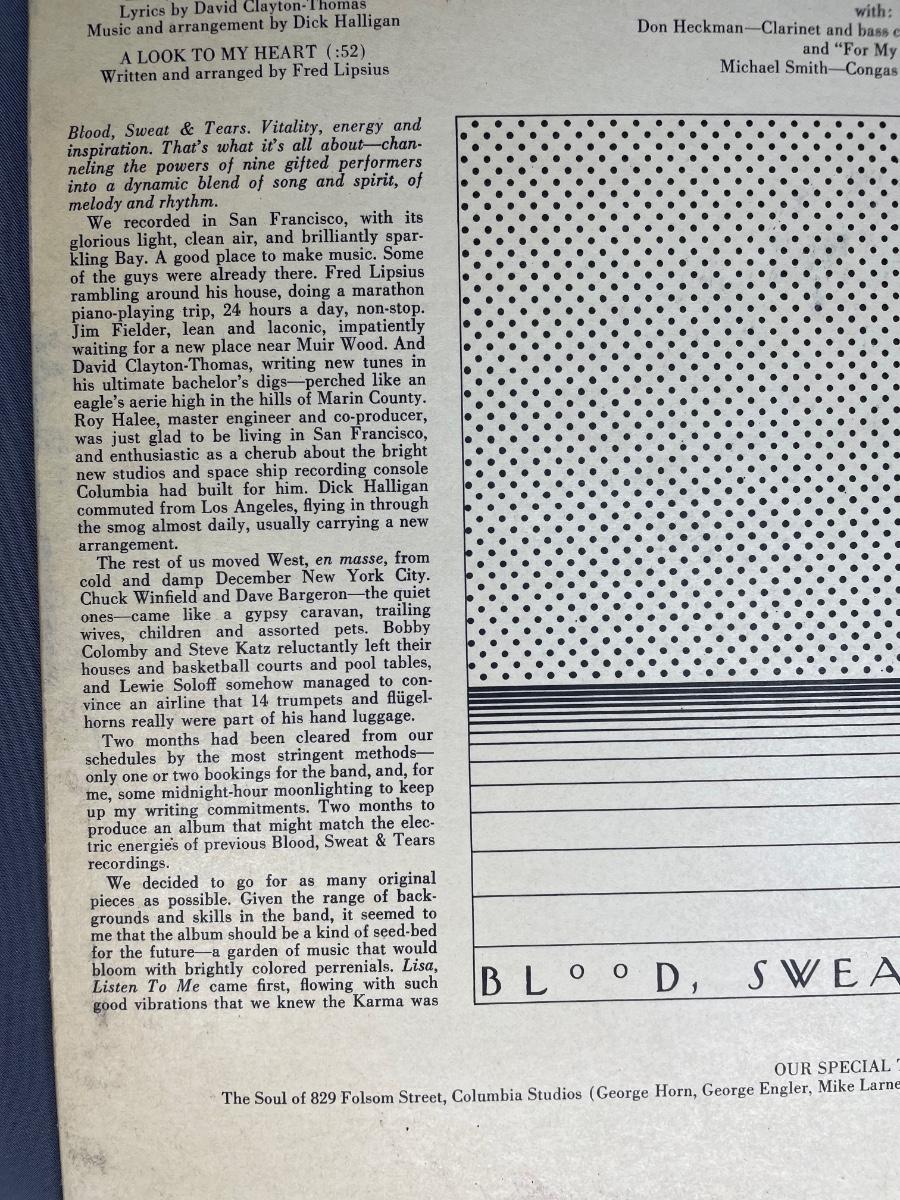 Lyrics by David Clayton-Thomas
Music and arrangement by Dick Halligan
A LOOK TO MY HEART (:52)
Written and arranged by Fred Lipsius
with:
Don Heckman—Clarinet and bass
and "For My
Michael Smith—Congas
Blood, Sweat & Tears. Vitality, energy and
inspiration. That's what it's all about—chan-
neling the powers of nine gifted performers
into a dynamic blend of song and spirit, of
melody and rhythm.
We recorded in San Francisco, with its
glorious light, clean air, and brilliantly spar-
kling Bay. A good place to make music. Some
of the guys were already there. Fred Lipsius
rambling around his house, doing a marathon
piano-playing trip, 24 hours a day, non-stop.
Jim Fielder, lean and laconic, impatiently
waiting for a new place near Muir Wood. And
David Clayton-Thomas, writing new tunes in
his ultimate bachelor's digs—perched like an
eagle's aerie high in the hills of Marin County.
Roy Halee, master engineer and co-producer,
was just glad to be living in San Francisco,
and enthusiastic as a cherub about the bright
new studios and space ship recording console
Columbia had built for him. Dick Halligan
commuted from Los Angeles, flying in through
the smog almost daily, usually carrying a new
arrangement.
The rest of us moved West, en masse, from
cold and damp December New York City.
Chuck Winfield and Dave Bargeron—the quiet
ones—came like a gypsy caravan, trailing
wives, children and assorted pets. Bobby
Colomby and Steve Katz reluctantly left their
houses and basketball courts and pool tables,
and Lewie Soloff somehow managed to con-
vince an airline that 14 trumpets and flügel-
horns really were part of his hand luggage.
Two months had been cleared from our
schedules by the most stringent methods—
only one or two bookings for the band, and, for
me, some midnight-hour moonlighting to keep
up my writing commitments. Two months to
produce an album that might match the elec-
tric energies of previous Blood, Sweat & Tears
recordings.
We decided to go for as many original
pieces as possible. Given the range of back-
grounds and skills in the band, it seemed to
me that the album should be a kind of seed-bed
for the future—a garden of music that would
bloom with brightly colored perrenials. Lisa,
Listen To Me came first, flowing with such
good vibrations that we knew the Karma was
BLOOD, SWEA
OUR SPECIAL
The Soul of 829 Folsom Street, Columbia Studios (George Horn, George Engler, Mike Larne